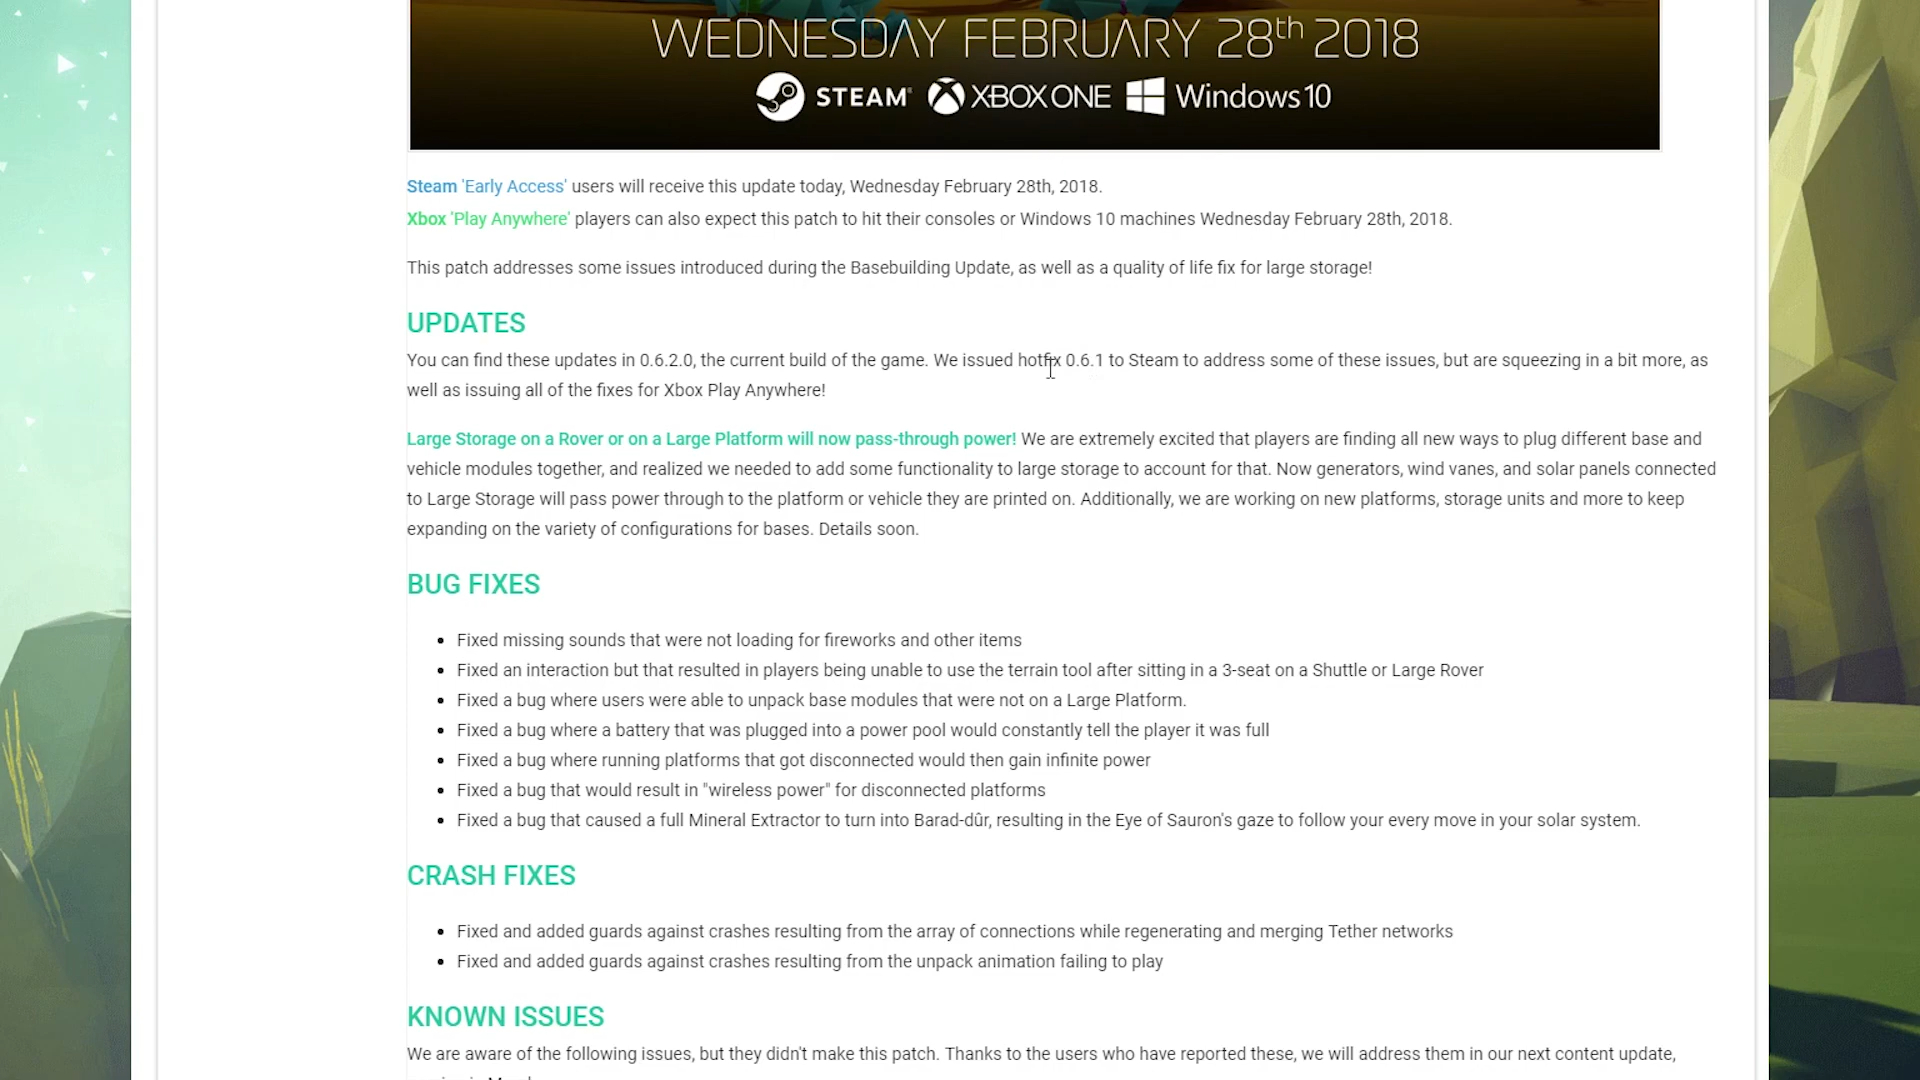 WEDNESDAY FEBRUARY 28th 2018
STEAM XBOX ONE Windows 10
Steam 'Early Access' users will receive this update today, Wednesday February 28th, 2018.
Xbox 'Play Anywhere' players can also expect this patch to hit their consoles or Windows 10 machines Wednesday February 28th, 2018.
This patch addresses some issues introduced during the Basebuilding Update, as well as a quality of life fix for large storage!
UPDATES
You can find these updates in 0.6.2.0, the current build of the game. We issued hotfix 0.6.1 to Steam to address some of these issues, but are squeezing in a bit more, as
well as issuing all of the fixes for Xbox Play Anywhere!
Large Storage on a Rover or on a Large Platform will now pass-through power! We are extremely excited that players are finding all new ways to plug different base and
vehicle modules together, and realized we needed to add some functionality to large storage to account for that. Now generators, wind vanes, and solar panels connected
to Large Storage will pass power through to the platform or vehicle they are printed on. Additionally, we are working on new platforms, storage units and more to keep
expanding on the variety of configurations for bases. Details soon.
BUG FIXES
• Fixed missing sounds that were not loading for fireworks and other items
• Fixed an interaction but that resulted in players being unable to use the terrain tool after sitting in a 3-seat on a Shuttle or Large Rover
• Fixed a bug where users were able to unpack base modules that were not on a Large Platform.
• Fixed a bug where a battery that was plugged into a power pool would constantly tell the player it was full
• Fixed a bug where running platforms that got disconnected would then gain infinite power
• Fixed a bug that would result in "wireless power" for disconnected platforms
• Fixed a bug that caused a full Mineral Extractor to turn into Barad-dûr, resulting in the Eye of Sauron's gaze to follow your every move in your solar system.
CRASH FIXES
• Fixed and added guards against crashes resulting from the array of connections while regenerating and merging Tether networks
• Fixed and added guards against crashes resulting from the unpack animation failing to play
KNOWN ISSUES
We are aware of the following issues, but they didn't make this patch. Thanks to the users who have reported these, we will address them in our next content update,